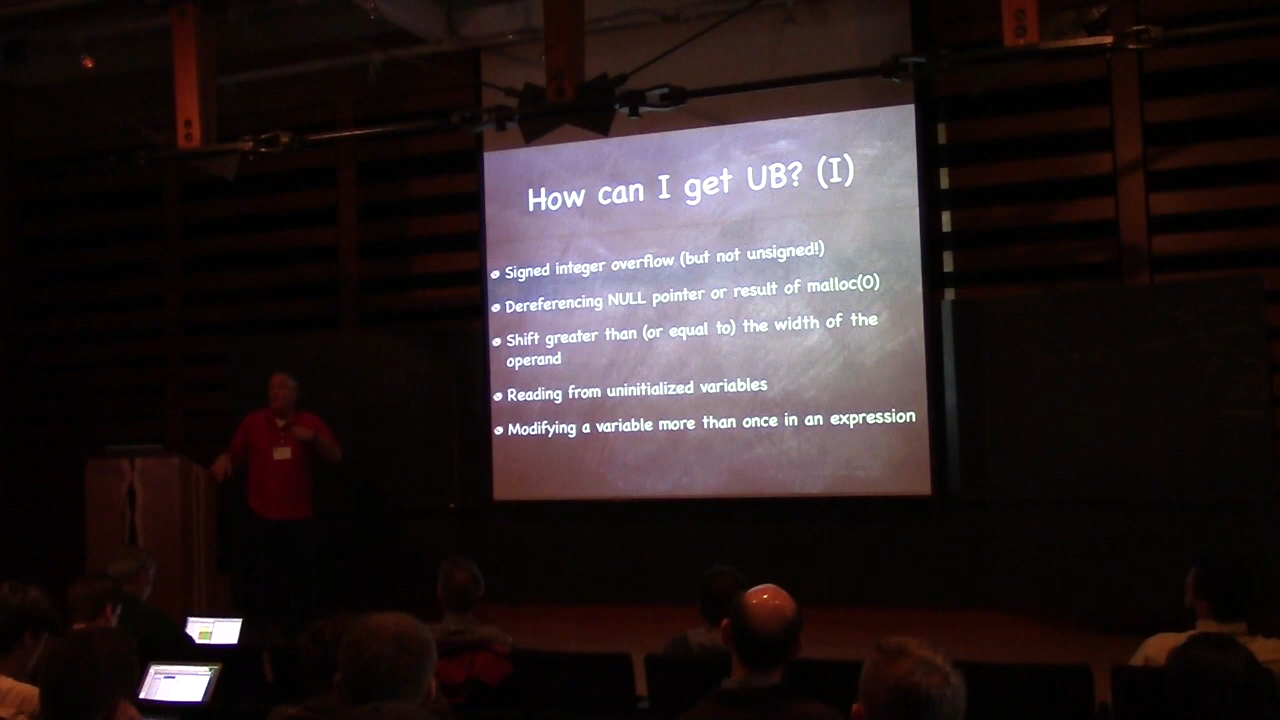 How can I get UB? (I)
Signed integer overflow (but not unsigned!)
Dereferencing NULL pointer or result of malloc(0)
Shift greater than (or equal to) the width of the
operand
Reading from uninitialized variables
Modifying a variable more than once in an expression